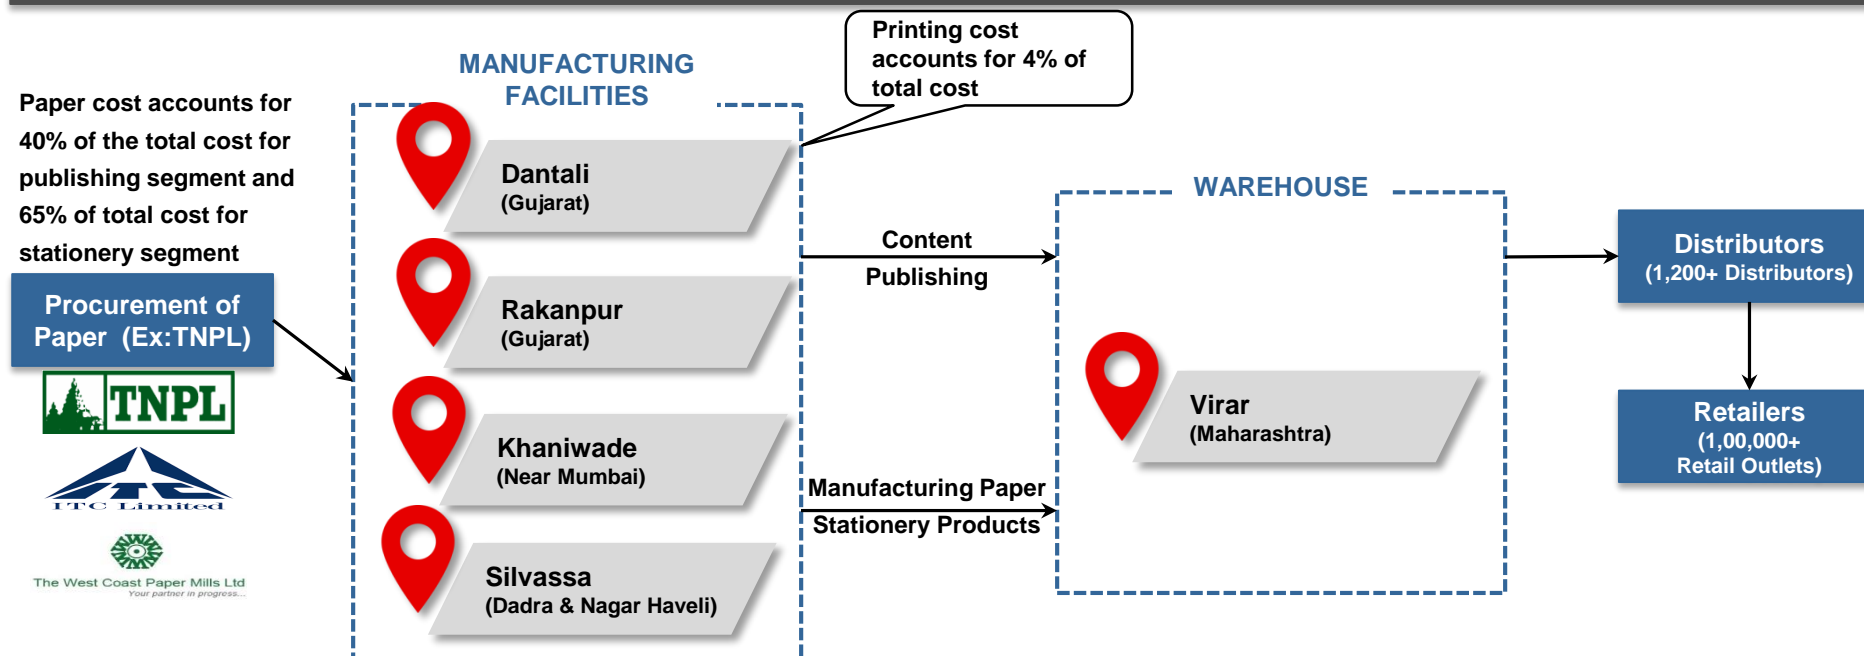 Paper cost accounts for
40% of the total cost for
publishing segment and
65% of total cost for
stationery segment
Procurement of
Paper (Ex:TNPL)
TNPL
ITC
ITC Limited
The West Coast Paper Mills Ltd
Your partner in progress...
MANUFACTURING
FACILITIES
Dantali
(Gujarat)
Rakanpur
(Gujarat)
Khaniwade
(Near Mumbai)
Silvassa
(Dadra & Nagar Haveli)
Printing cost
accounts for 4% of
total cost
Content
Publishing
Manufacturing Paper
Stationery Products
WAREHOUSE
Virar
(Maharashtra)
Distributors
(1,200+ Distributors)
Retailers
(1,00,000+
Retail Outlets)